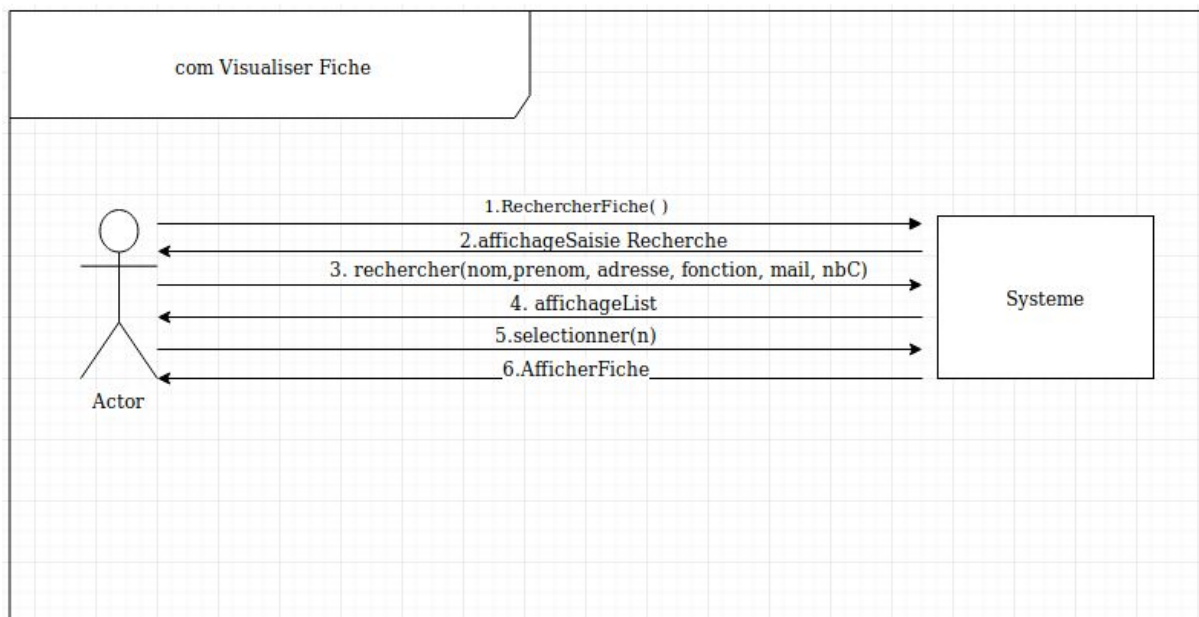 com Visualiser Fiche
1.RechercherFiche( )
2.affichageSaisie Recherche
3. rechercher(nom,prenom, adresse, fonction, mail, nbC)
4. affichageList
5.selectionner(n)
6.AfficherFiche
Systeme
Actor